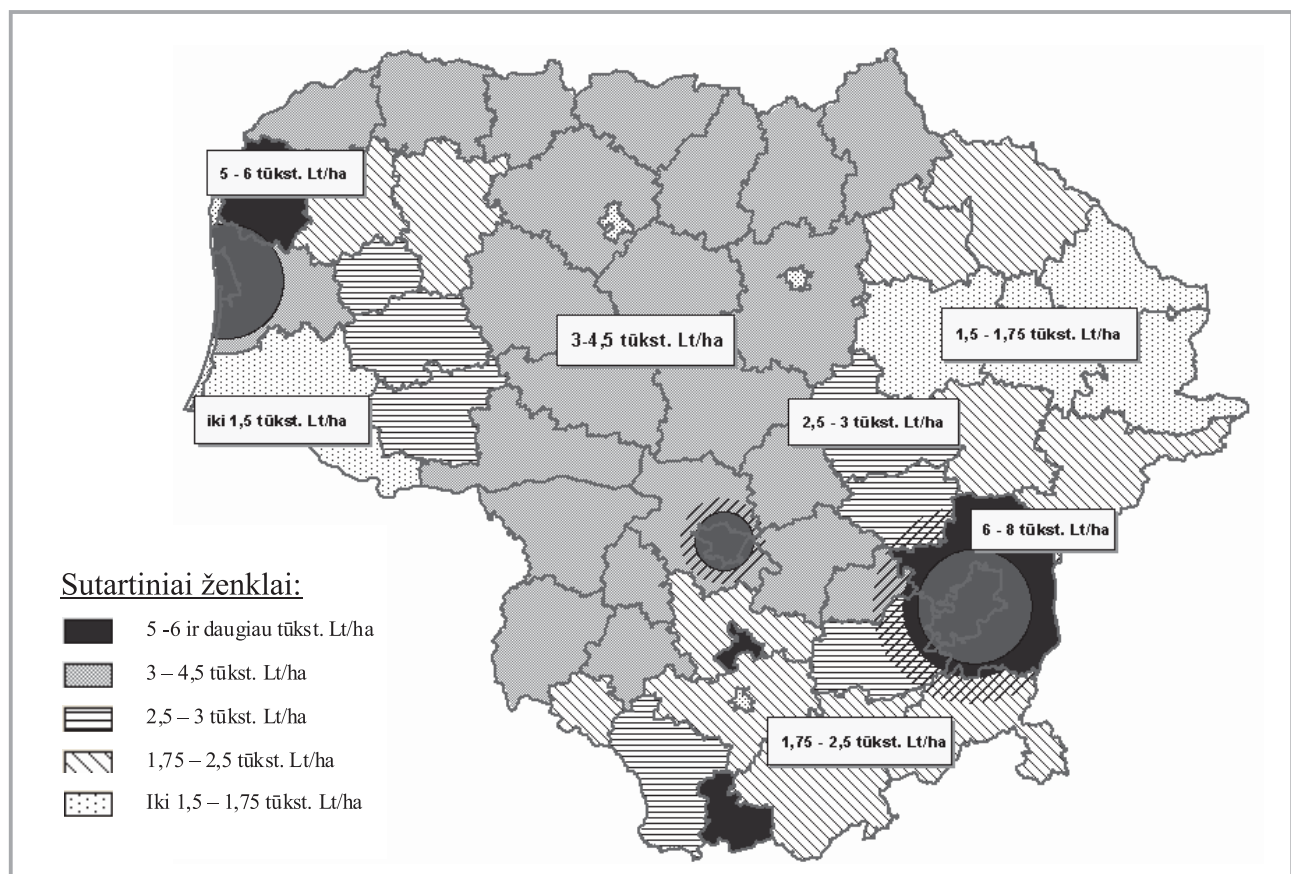 5 - 6 tūkst. Lt/ha
3-4,5 tūkst. Lt/ha
1,5 - 1,75 tūkst. Lt/ha
iki 1,5 tūkst. Lt/ha
2,5 - 3 tūkst. Lt/ha
6 - 8 tūkst. Lt/ha
1,75 - 2,5 tūkst. Lt/ha
Sutartiniai ženklai:
5 -6 ir daugiau tūkst. Lt/ha
3 – 4,5 tūkst. Lt/ha
2,5 – 3 tūkst. Lt/ha
1,75 – 2,5 tūkst. Lt/ha
Iki 1,5 – 1,75 tūkst. Lt/ha